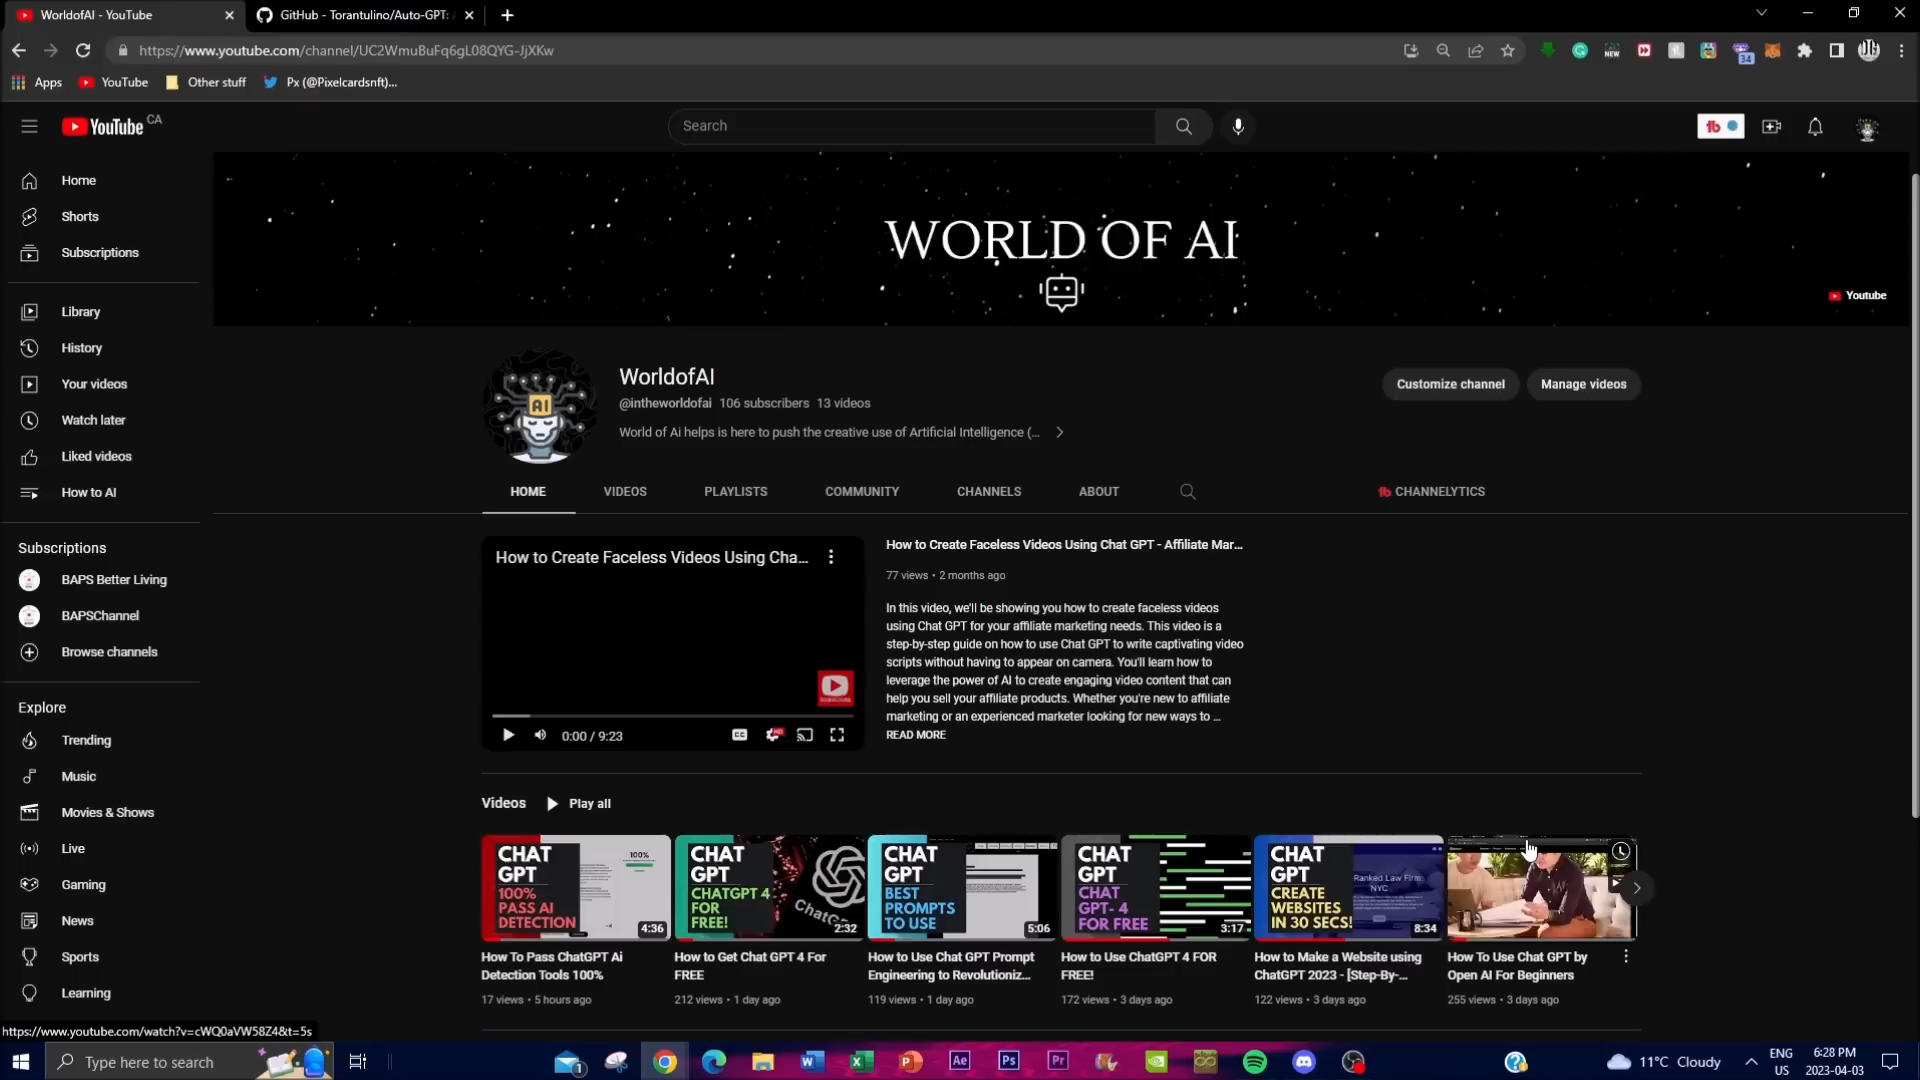 WorldofAI - YouTube
GitHub - Torantulino/Auto-GPT:
https://www.youtube.com/channel/UC2WmuBuFq6gL08QYG-JjXKw
NEW
34
Apps
YouTube
Other stuff
Px (@Pixelcardsnft)...
YouTube CA
Search
Home
Shorts
Subscriptions
Library
History
Your videos
Watch later
Liked videos
How to AI
Subscriptions
BAPS Better Living
BAPSChannel
Browse channels
Explore
Trending
Music
Movies & Shows
Live
Gaming
News
Sports
Learning
WORLD OF AI
Youtube
AI
WorldofAI
@intheworldofai 106 subscribers 13 videos
World of Ai helps is here to push the creative use of Artificial Intelligence (...
Customize channel
Manage videos
HOME
VIDEOS
PLAYLISTS
COMMUNITY
CHANNELS
ABOUT
CHANNELYTICS
How to Create Faceless Videos Using Cha...
0:00 / 9:23
How to Create Faceless Videos Using Chat GPT - Affiliate Mar...
77 views • 2 months ago
In this video, we'll be showing you how to create faceless videos
using Chat GPT for your affiliate marketing needs. This video is a
step-by-step guide on how to use Chat GPT to write captivating video
scripts without having to appear on camera. You'll learn how to
leverage the power of AI to create engaging video content that can
help you sell your affiliate products. Whether you're new to affiliate
marketing or an experienced marketer looking for new ways to ...
READ MORE
Videos
Play all
CHAT
GPT
100%
PASS AI
DETECTION
100%
4:36
How To Pass ChatGPT Ai
Detection Tools 100%
17 views • 5 hours ago
CHAT
GPT
CHATGPT 4
FOR
FREE!
ChatG
2:32
How to Get Chat GPT 4 For
FREE
212 views • 1 day ago
CHAT
GPT
BEST
PROMPTS
TO USE
5:06
How to Use Chat GPT Prompt
Engineering to Revolutioniz...
119 views • 1 day ago
CHAT
GPT
CHAT
GPT- 4
FOR FREE
3:17
How to Use ChatGPT 4 FOR
FREE!
172 views • 3 days ago
CHAT
GPT
CREATE
WEBSITES
IN 30 SECS!
Ranked Law Firm:
NYC
8:34
How to Make a Website using
ChatGPT 2023 - [Step-By-...
122 views • 3 days ago
How To Use Chat GPT by
Open AI For Beginners
255 views • 3 days ago
https://www.youtube.com/watch?v=cWQ0aVW58Z4&t=5s
Type here to search
1
Ae
Ps
Pr
11°C Cloudy
ENG
US
6:28 PM
2023-04-03